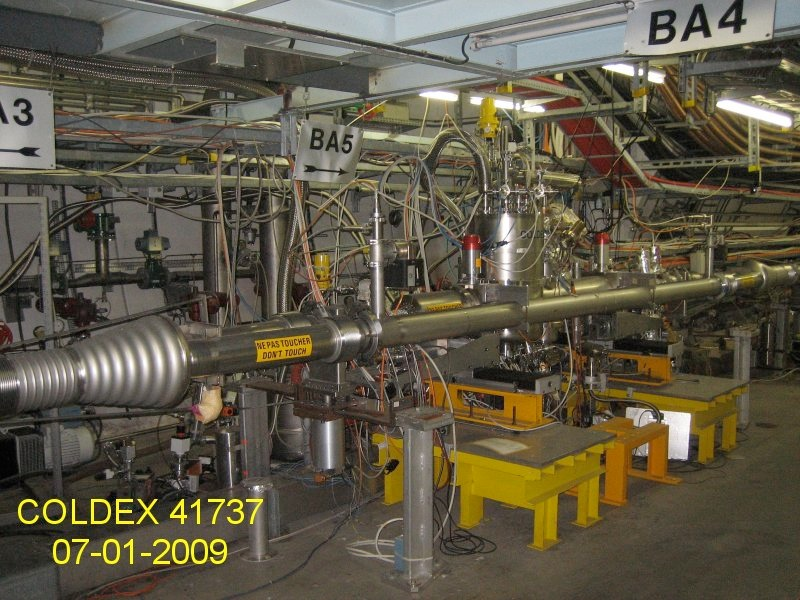 BA4
A3
BA5
NE PAS TOUCHER
DON'T TOUCH
COLDEX 41737
07-01-2009